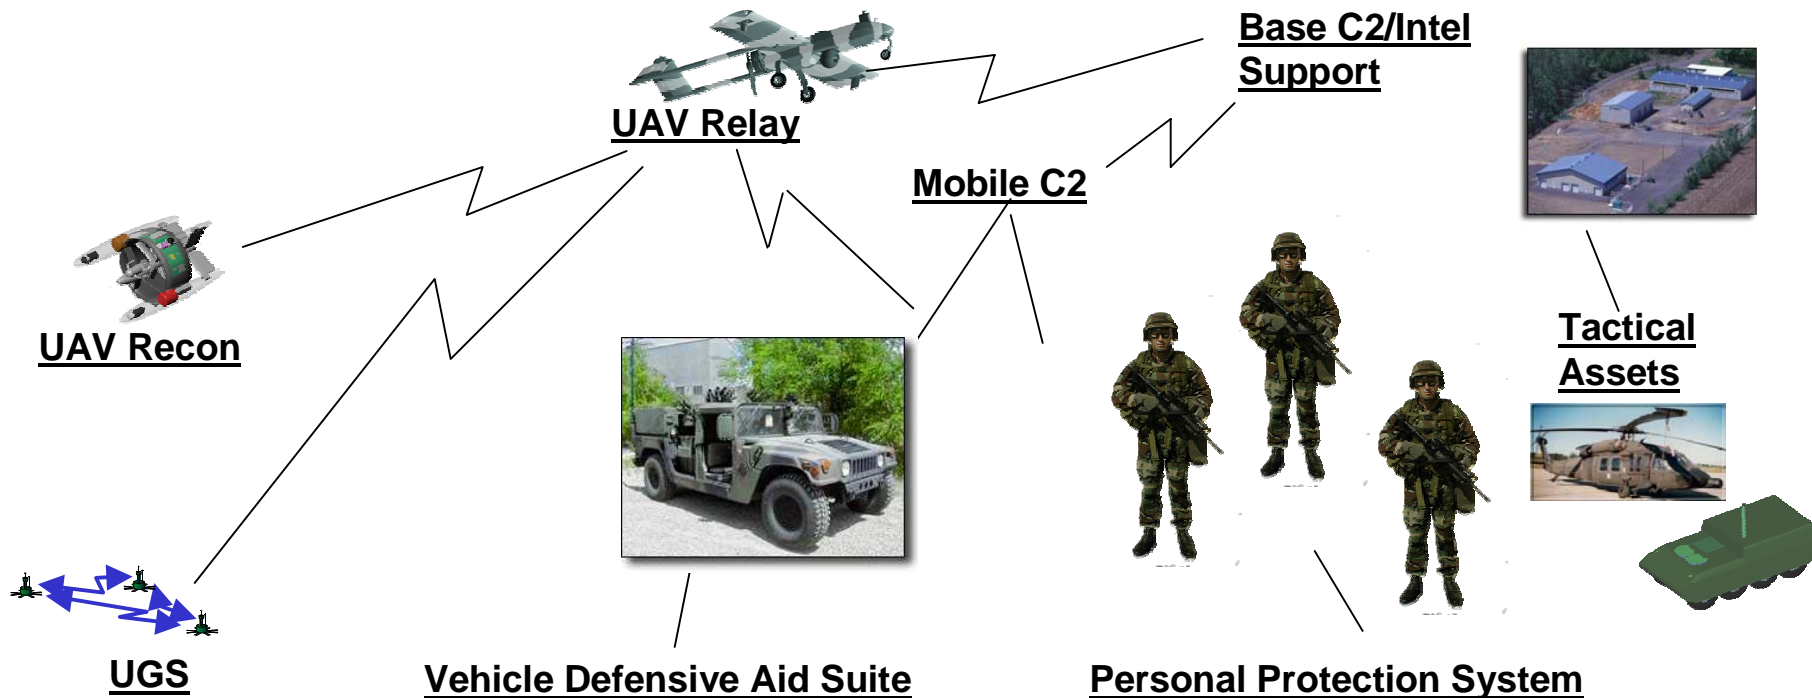 Base C2/Intel
Support
UAV Relay
Mobile C2
UAV Recon
Tactical
Assets
UGS
Vehicle Defensive Aid Suite
Personal Protection System